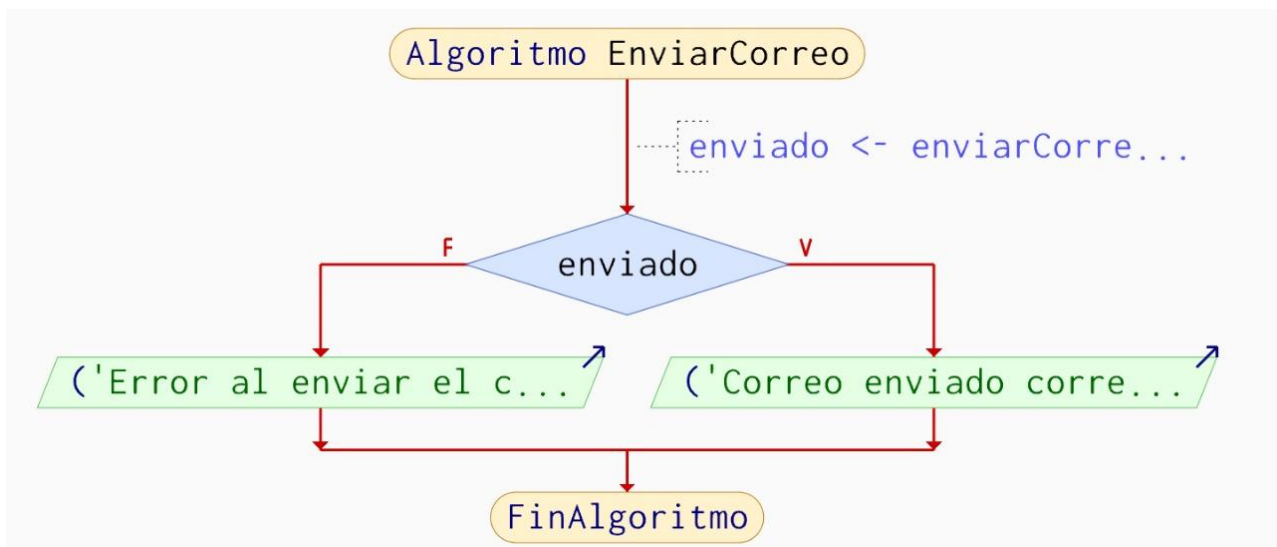 Algoritmo EnviarCorreo
enviado <- enviarCorre...
F
V
enviado
('Error al enviar el c...
('Correo enviado corre...
FinAlgoritmo